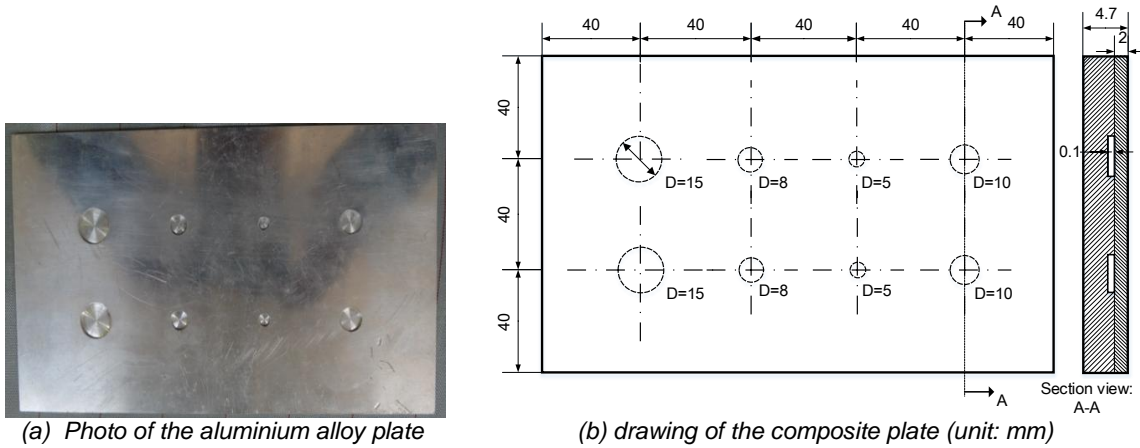 A
40 40 40 40 40
4.7
2
40
0.1
D=15 D=8 D=5 D=10
40
D=15 D=8 D=5 D=10
40
A
Section view:
A-A
(a) Photo of the aluminium alloy plate
(b) drawing of the composite plate (unit: mm)